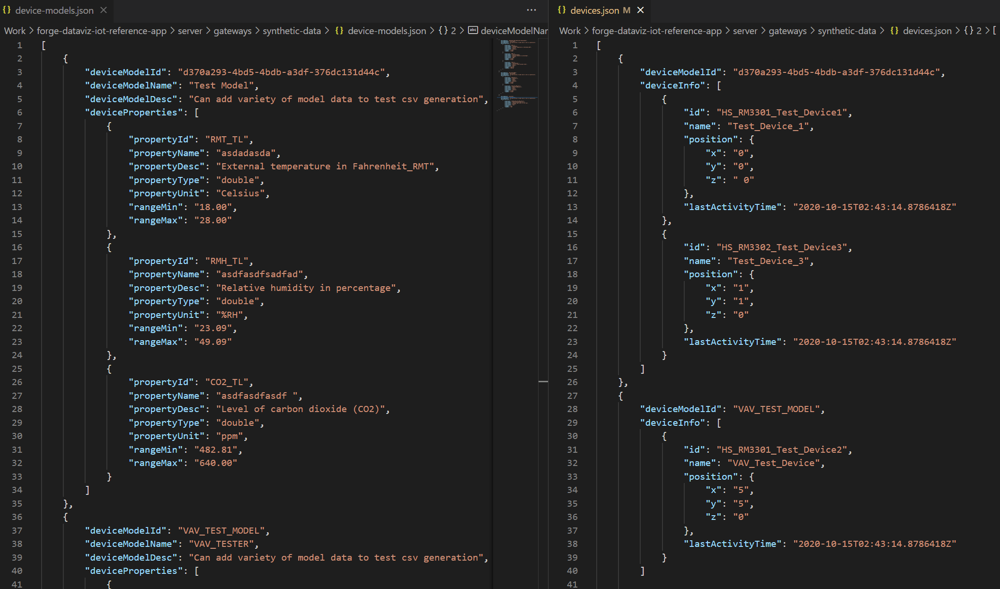 device-models.json
Work > forge-dataviz-iot-reference-app > server > gateways > synthetic-data > {} device-models.json > {} 2 > abc deviceModelNar
1 [
2 {
3 "deviceModelId": "d370a293-4bd5-4bdb-a3df-376dc131d44c",
4 "deviceModelName": "Test Model",
5 "deviceModelDesc": "Can add variety of model data to test csv generation",
6 "deviceProperties": [
7 {
8 "propertyId": "RMT_TL",
9 "propertyName": "asdadasda",
10 "propertyDesc": "External temperature in Fahrenheit_RMT",
11 "propertyType": "double",
12 "propertyUnit": "Celsius",
13 "rangeMin": "18.00",
14 "rangeMax": "28.00"
15 },
16 {
17 "propertyId": "RMH_TL",
18 "propertyName": "asdfasdfsadfad",
19 "propertyDesc": "Relative humidity in percentage",
20 "propertyType": "double",
21 "propertyUnit": "%RH",
22 "rangeMin": "23.09",
23 "rangeMax": "49.09"
24 },
25 {
26 "propertyId": "CO2_TL",
27 "propertyName": "asdfasdfasdf ",
28 "propertyDesc": "Level of carbon dioxide (CO2)",
29 "propertyType": "double",
30 "propertyUnit": "ppm",
31 "rangeMin": "482.81",
32 "rangeMax": "640.00"
33 }
34 ]
35 },
36 {
37 "deviceModelId": "VAV_TEST_MODEL",
38 "deviceModelName": "VAV_TESTER",
39 "deviceModelDesc": "Can add variety of model data to test csv generation",
40 "deviceProperties": [
41 {
devices.json M
Work > forge-dataviz-iot-reference-app > server > gateways > synthetic-data > {} devices.json > {} 2 > [
1 [
2 {
3 "deviceModelId": "d370a293-4bd5-4bdb-a3df-376dc131d44c",
4 "deviceInfo": [
5 {
6 "id": "HS_RM3301_Test_Device1",
7 "name": "Test_Device_1",
8 "position": {
9 "x": "0",
10 "y": "0",
11 "z": " 0"
12 },
13 "lastActivityTime": "2020-10-15T02:43:14.8786418Z"
14 },
15 {
16 "id": "HS_RM3302_Test_Device3",
17 "name": "Test_Device_3",
18 "position": {
19 "x": "1",
20 "y": "1",
21 "z": "0"
22 },
23 "lastActivityTime": "2020-10-15T02:43:14.8786418Z"
24 }
25 ]
26 },
27 {
28 "deviceModelId": "VAV_TEST_MODEL",
29 "deviceInfo": [
30 {
31 "id": "HS_RM3301_Test_Device2",
32 "name": "VAV_Test_Device",
33 "position": {
34 "x": "5",
35 "y": "5",
36 "z": "0"
37 },
38 "lastActivityTime": "2020-10-15T02:43:14.8786418Z"
39 }
40 ]
41